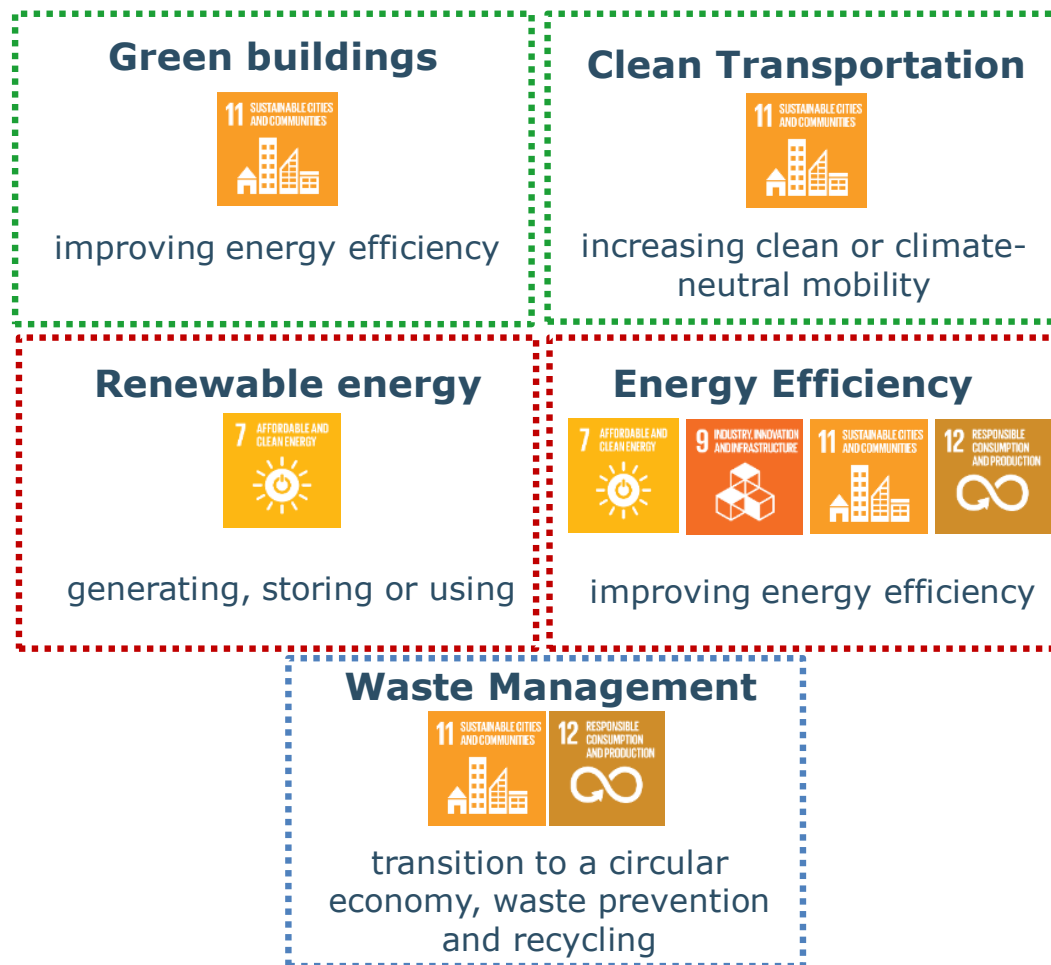 Green buildings
11 SUSTAINABLE CITIES
AND COMMUNITIES
improving energy efficiency
Clean Transportation
11 SUSTAINABLE CITIES
AND COMMUNITIES
increasing clean or climate-
neutral mobility
Renewable energy
7 AFFORDABLE AND
CLEAN ENERGY
generating, storing or using
Energy Efficiency
7 AFFORDABLE AND
CLEAN ENERGY
9 INDUSTRY, INNOVATION
AND INFRASTRUCTURE
11 SUSTAINABLE CITIES
AND COMMUNITIES
12 RESPONSIBLE
CONSUMPTION
AND PRODUCTION
improving energy efficiency
Waste Management
11 SUSTAINABLE CITIES
AND COMMUNITIES
12 RESPONSIBLE
CONSUMPTION
AND PRODUCTION
transition to a circular
economy, waste prevention
and recycling